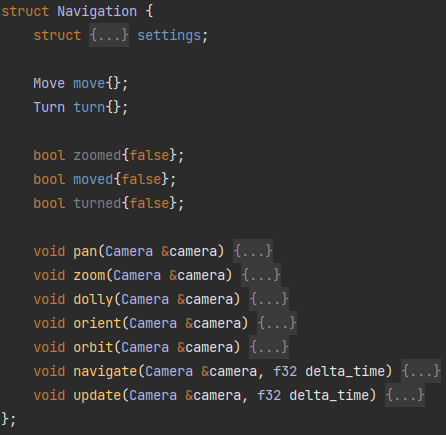 struct Navigation {
    struct {...} settings;

    Move move{};
    Turn turn{};

    bool zoomed{false};
    bool moved{false};
    bool turned{false};

    void pan(Camera &camera) {...}
    void zoom(Camera &camera) {...}
    void dolly(Camera &camera) {...}
    void orient(Camera &camera) {...}
    void orbit(Camera &camera) {...}
    void navigate(Camera &camera, f32 delta_time) {...}
    void update(Camera &camera, f32 delta_time) {...}
};